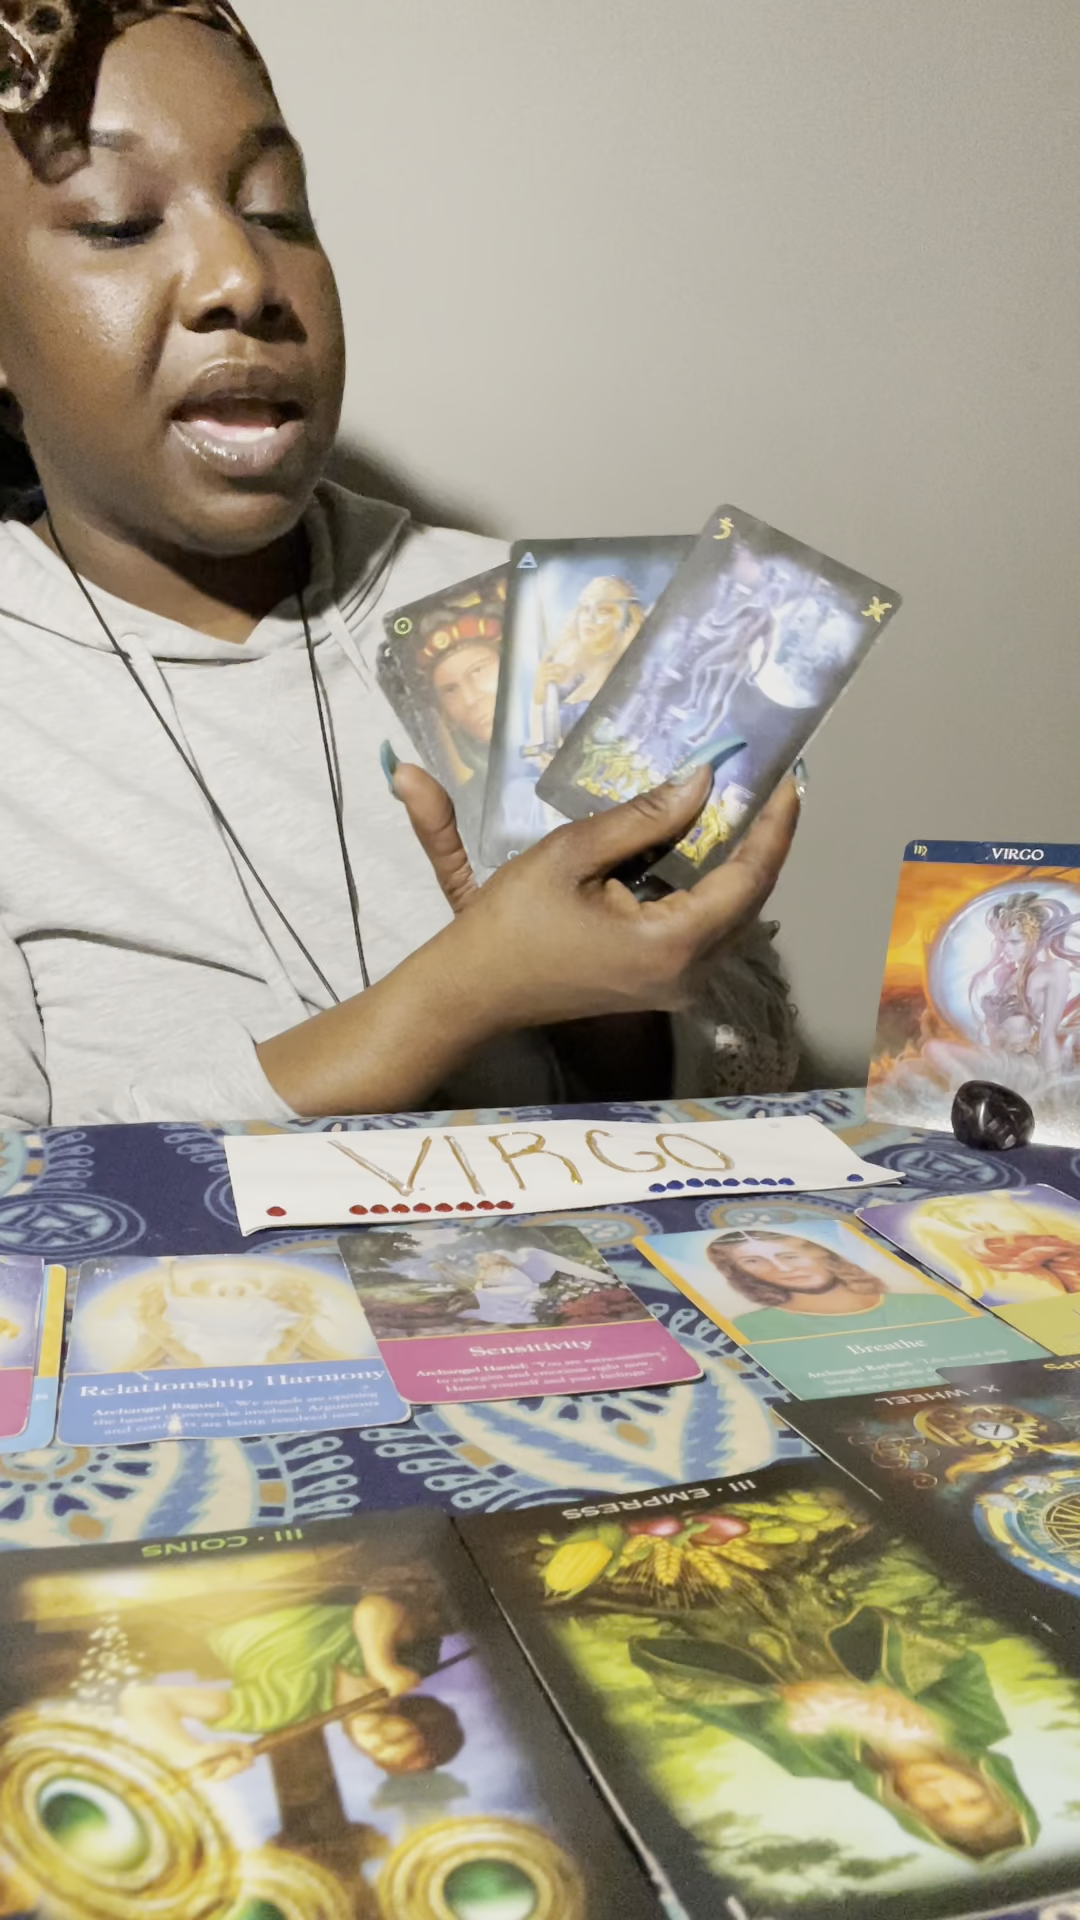 VIRGO
VIRGO
Relationship Harmony
Archangel Raguel: "We angels are opening
the hearts of everyone involved. Arguments
and conflict are being resolved now."
Sensitivity
Archangel Haniel: "You are extra-sensitive
to energies and emotions right now.
Honor yourself and your feelings."
Breathe
Archangel Raphael:
X · WHEEL
III · EMPRESS
III · COINS